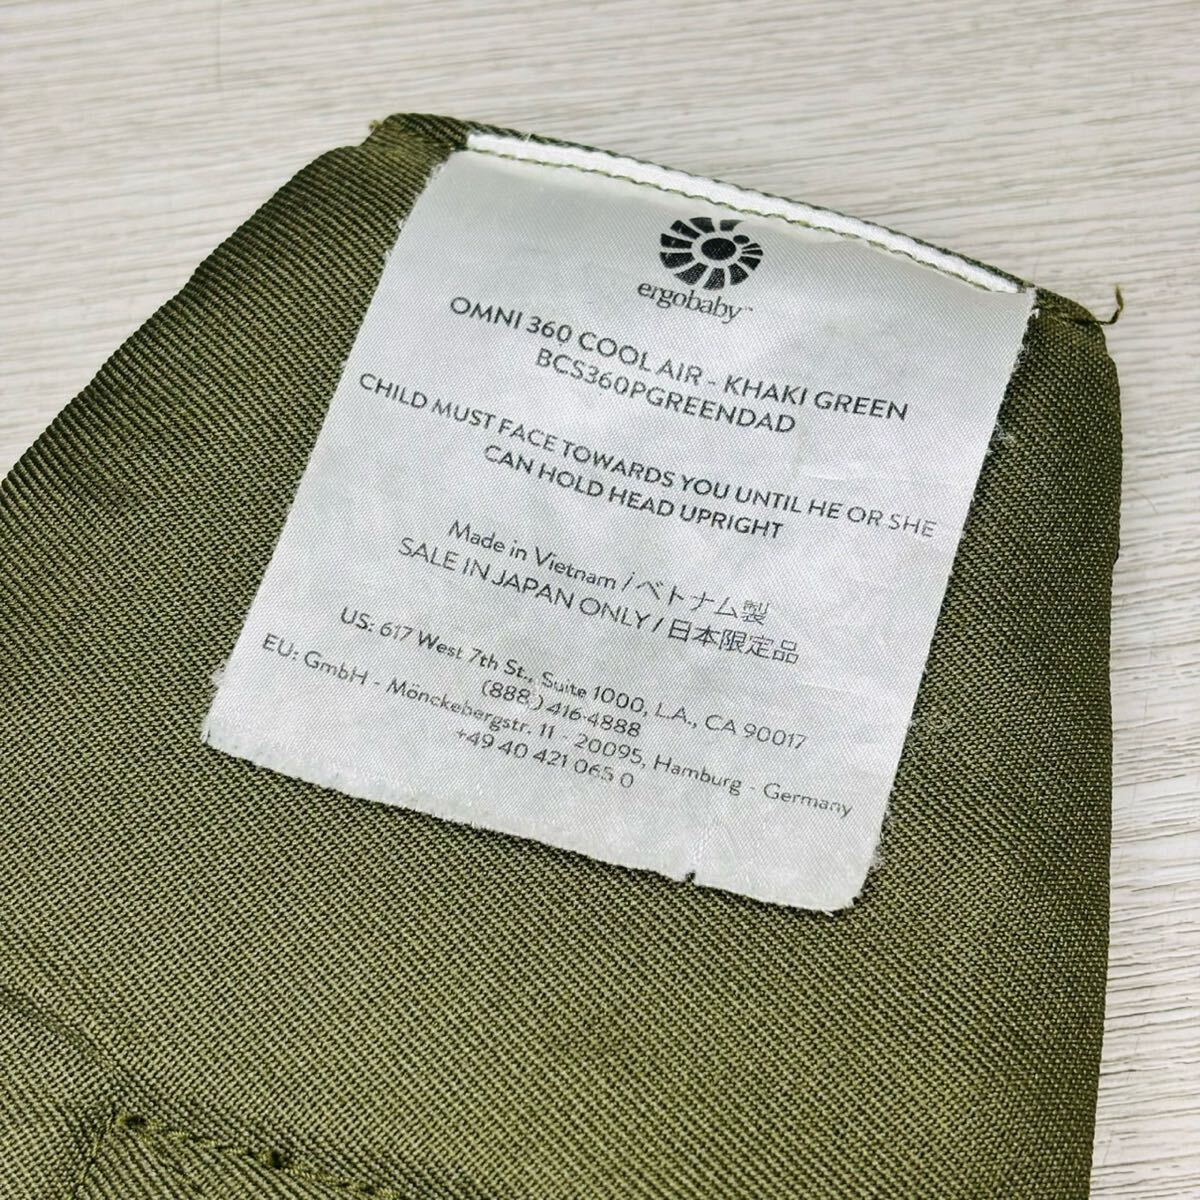 ergobaby™
OMNI 360 COOL AIR - KHAKI GREEN
BCS360PGREENDAD
CHILD MUST FACE TOWARDS YOU UNTIL HE OR SHE
CAN HOLD HEAD UPRIGHT
Made in Vietnam / ベトナム製
SALE IN JAPAN ONLY / 日本限定品
US: 617 West 7th St., Suite 1000, L.A., CA 90017
(888) 416-4888
EU: GmbH - Mönckebergstr. 11 - 20095, Hamburg - Germany
+49 40 421 065 0